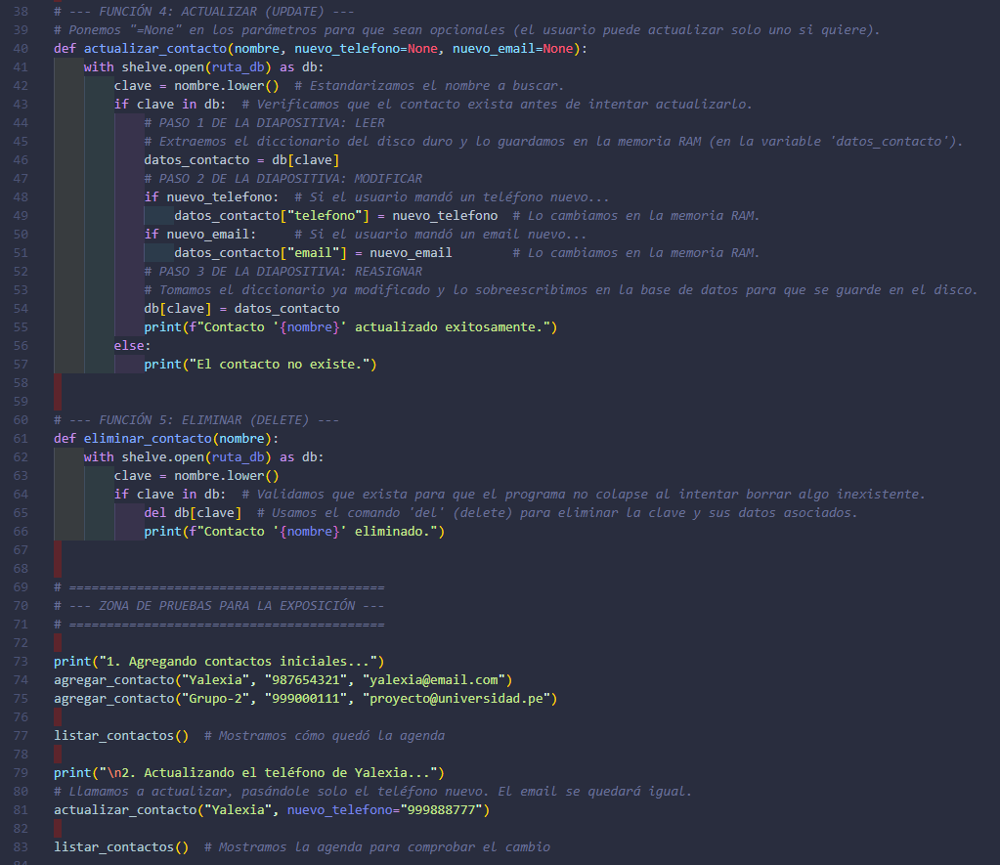 38 # --- FUNCIÓN 4: ACTUALIZAR (UPDATE) ---
39 # Ponemos "=None" en los parámetros para que sean opcionales (el usuario puede actualizar solo uno si quiere).
40 def actualizar_contacto(nombre, nuevo_telefono=None, nuevo_email=None):
41     with shelve.open(ruta_db) as db:
42         clave = nombre.lower()  # Estandarizamos el nombre a buscar.
43         if clave in db:  # Verificamos que el contacto exista antes de intentar actualizarlo.
44             # PASO 1 DE LA DIAPOSITIVA: LEER
45             # Extraemos el diccionario del disco duro y lo guardamos en la memoria RAM (en la variable 'datos_contacto').
46             datos_contacto = db[clave]
47             # PASO 2 DE LA DIAPOSITIVA: MODIFICAR
48             if nuevo_telefono:  # Si el usuario mandó un teléfono nuevo...
49                 datos_contacto["telefono"] = nuevo_telefono  # Lo cambiamos en la memoria RAM.
50             if nuevo_email:     # Si el usuario mandó un email nuevo...
51                 datos_contacto["email"] = nuevo_email        # Lo cambiamos en la memoria RAM.
52             # PASO 3 DE LA DIAPOSITIVA: REASIGNAR
53             # Tomamos el diccionario ya modificado y lo sobreescribimos en la base de datos para que se guarde en el disco.
54             db[clave] = datos_contacto
55             print(f"Contacto '{nombre}' actualizado exitosamente.")
56         else:
57             print("El contacto no existe.")
58
59
60 # --- FUNCIÓN 5: ELIMINAR (DELETE) ---
61 def eliminar_contacto(nombre):
62     with shelve.open(ruta_db) as db:
63         clave = nombre.lower()
64         if clave in db:  # Validamos que exista para que el programa no colapse al intentar borrar algo inexistente.
65             del db[clave]  # Usamos el comando 'del' (delete) para eliminar la clave y sus datos asociados.
66             print(f"Contacto '{nombre}' eliminado.")
67
68
69 # ==========================================
70 # --- ZONA DE PRUEBAS PARA LA EXPOSICIÓN ---
71 # ==========================================
72
73 print("1. Agregando contactos iniciales...")
74 agregar_contacto("Yalexia", "987654321", "yalexia@email.com")
75 agregar_contacto("Grupo-2", "999000111", "proyecto@universidad.pe")
76
77 listar_contactos()  # Mostramos cómo quedó la agenda
78
79 print("\n2. Actualizando el teléfono de Yalexia...")
80 # Llamamos a actualizar, pasándole solo el teléfono nuevo. El email se quedará igual.
81 actualizar_contacto("Yalexia", nuevo_telefono="999888777")
82
83 listar_contactos()  # Mostramos la agenda para comprobar el cambio